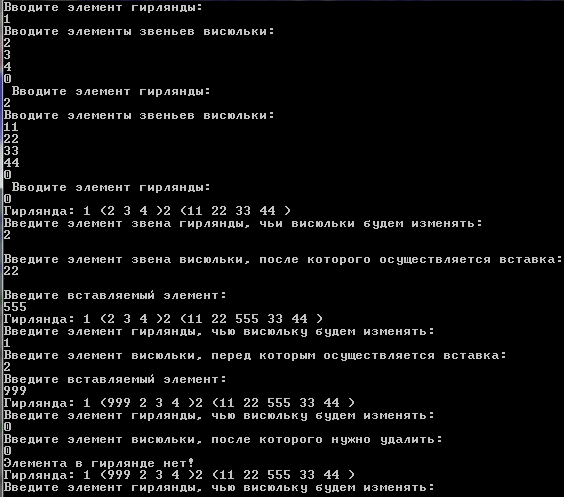 Вводите элемент гирлянды:
1
Вводите элементы звеньев висюльки:
2
3
4
0
Вводите элемент гирлянды:
2
Вводите элементы звеньев висюльки:
11
22
33
44
0
Вводите элемент гирлянды:
0
Гирлянда: 1 (2 3 4 )2 (11 22 33 44 )
Введите элемент звена гирлянды, чьи висюльки будем изменять:
2
Введите элемент звена висюльки, после которого осуществляется вставка:
22
Введите вставляемый элемент:
555
Гирлянда: 1 (2 3 4 )2 (11 22 555 33 44 )
Введите элемент гирлянды, чью висюльку будем изменять:
1
Введите элемент висюльки, перед которым осуществляется вставка:
2
Введите вставляемый элемент:
999
Гирлянда: 1 (999 2 3 4 )2 (11 22 555 33 44 )
Введите элемент гирлянды, чью висюльку будем изменять:
0
Введите элемент висюльки, после которого нужно удалить:
0
Элемента в гирлянде нет!
Гирлянда: 1 (999 2 3 4 )2 (11 22 555 33 44 )
Введите элемент гирлянды, чью висюльку будем изменять: